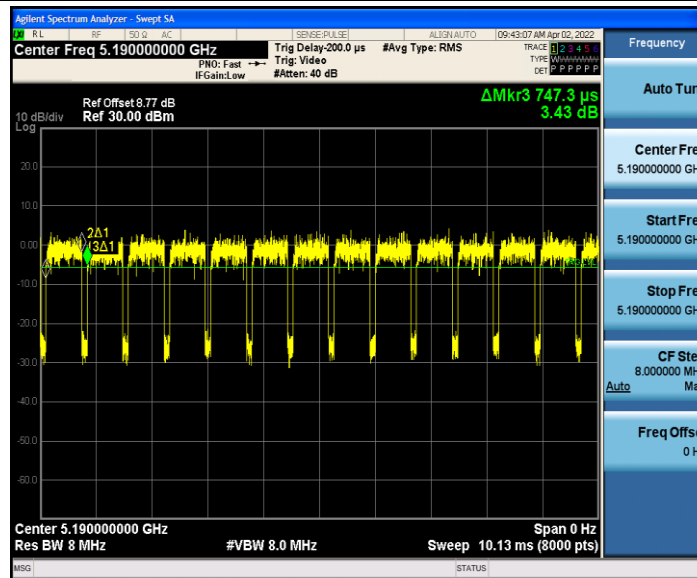 Agilent Spectrum Analyzer - Swept SA
LXI RL RF 50 Ω AC SENSE:PULSE ALIGN AUTO 09:43:07 AM Apr 02, 2022
Center Freq 5.190000000 GHz
PNO: Fast
IFGain:Low
Trig Delay-200.0 µs
Trig: Video
#Atten: 40 dB
#Avg Type: RMS
TRACE 1 2 3 4 5 6
TYPE W
DET P P P P P P
Ref Offset 8.77 dB
10 dB/div Ref 30.00 dBm
Log
ΔMkr3 747.3 µs
3.43 dB
20.0
10.0
0.00
-10.0
-20.0
-30.0
-40.0
-50.0
-60.0
2Δ1
3Δ1
Center 5.190000000 GHz Span 0 Hz
Res BW 8 MHz #VBW 8.0 MHz Sweep 10.13 ms (8000 pts)
MSG STATUS
Frequency
Auto Tun
Center Fre
5.190000000 GH
Start Fre
5.190000000 GH
Stop Fre
5.190000000 GH
CF Ste
8.000000 MH
Auto Ma
Freq Offs
0 H